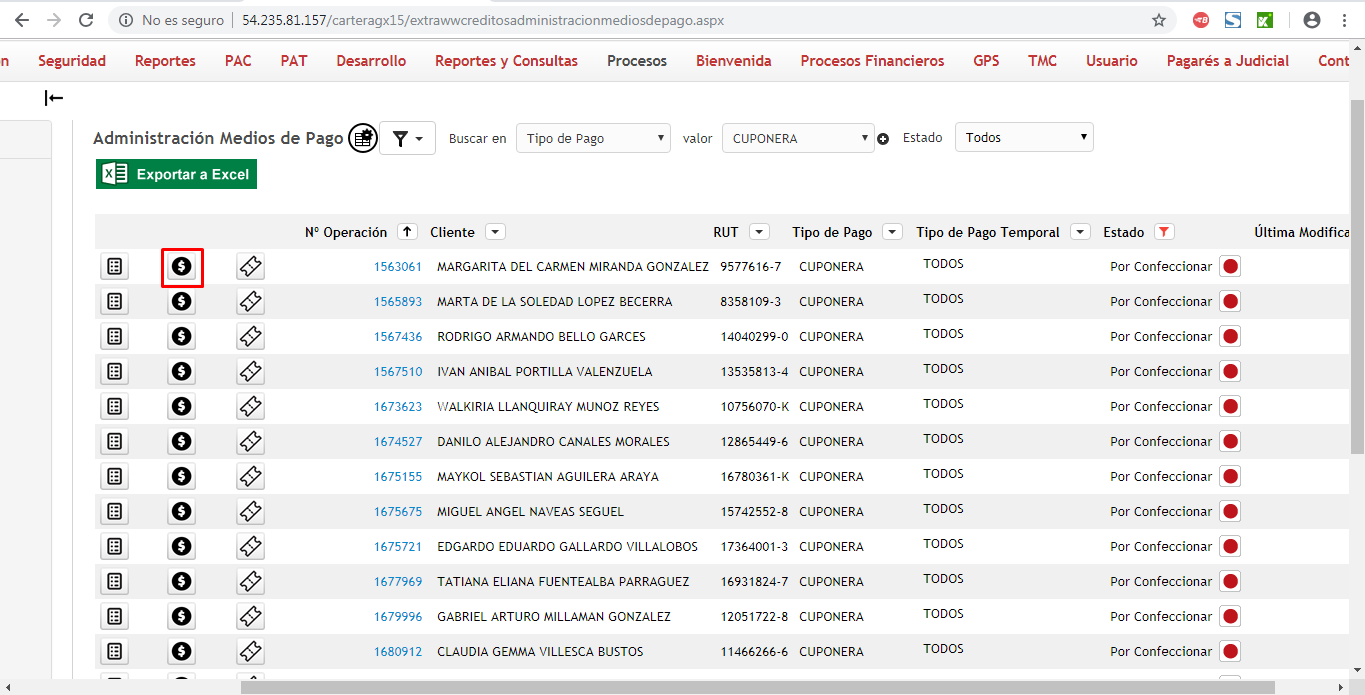 No es seguro 54.235.81.157/carteragx15/extrawwcreditosadministracionmediosdepago.aspx
n Seguridad Reportes PAC PAT Desarrollo Reportes y Consultas Procesos Bienvenida Procesos Financieros GPS TMC Usuario Pagarés a Judicial Cont
Administración Medios de Pago Buscar en Tipo de Pago valor CUPONERA Estado Todos
Exportar a Excel
Nº Operación Cliente RUT Tipo de Pago Tipo de Pago Temporal Estado Última Modifica
1563061 MARGARITA DEL CARMEN MIRANDA GONZALEZ 9577616-7 CUPONERA TODOS Por Confeccionar
1565893 MARTA DE LA SOLEDAD LOPEZ BECERRA 8358109-3 CUPONERA TODOS Por Confeccionar
1567436 RODRIGO ARMANDO BELLO GARCES 14040299-0 CUPONERA TODOS Por Confeccionar
1567510 IVAN ANIBAL PORTILLA VALENZUELA 13535813-4 CUPONERA TODOS Por Confeccionar
1673623 WALKIRIA LLANQUIRAY MUNOZ REYES 10756070-K CUPONERA TODOS Por Confeccionar
1674527 DANILO ALEJANDRO CANALES MORALES 12865449-6 CUPONERA TODOS Por Confeccionar
1675155 MAYKOL SEBASTIAN AGUILERA ARAYA 16780361-K CUPONERA TODOS Por Confeccionar
1675675 MIGUEL ANGEL NAVEAS SEGUEL 15742552-8 CUPONERA TODOS Por Confeccionar
1675721 EDGARDO EDUARDO GALLARDO VILLALOBOS 17364001-3 CUPONERA TODOS Por Confeccionar
1677969 TATIANA ELIANA FUENTEALBA PARRAGUEZ 16931824-7 CUPONERA TODOS Por Confeccionar
1679996 GABRIEL ARTURO MILLAMAN GONZALEZ 12051722-8 CUPONERA TODOS Por Confeccionar
1680912 CLAUDIA GEMMA VILLESCA BUSTOS 11466266-6 CUPONERA TODOS Por Confeccionar